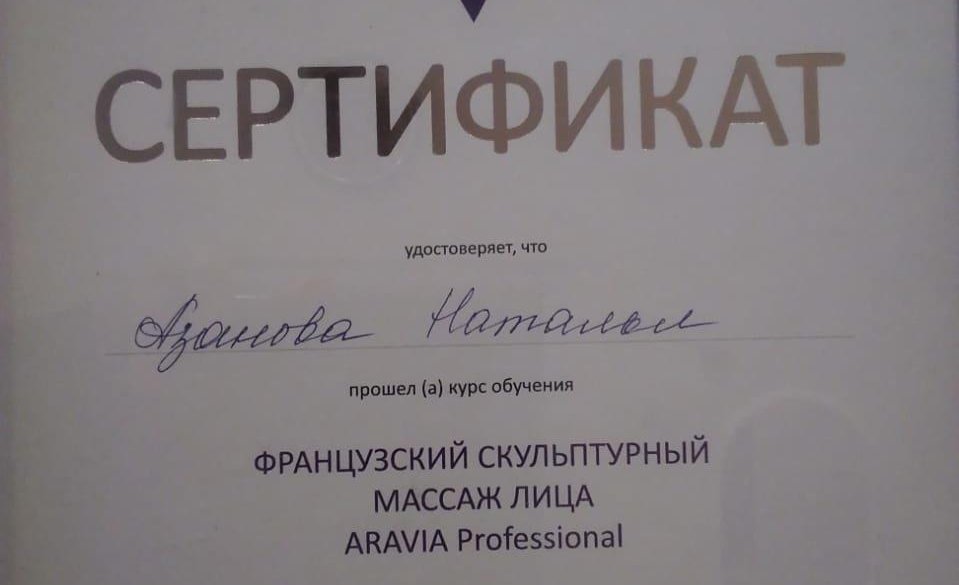 СЕРТИФИКАТ
удостоверяет, что
Азанова Наталья
прошел (а) курс обучения
ФРАНЦУЗСКИЙ СКУЛЬПТУРНЫЙ
МАССАЖ ЛИЦА
ARAVIA Professional